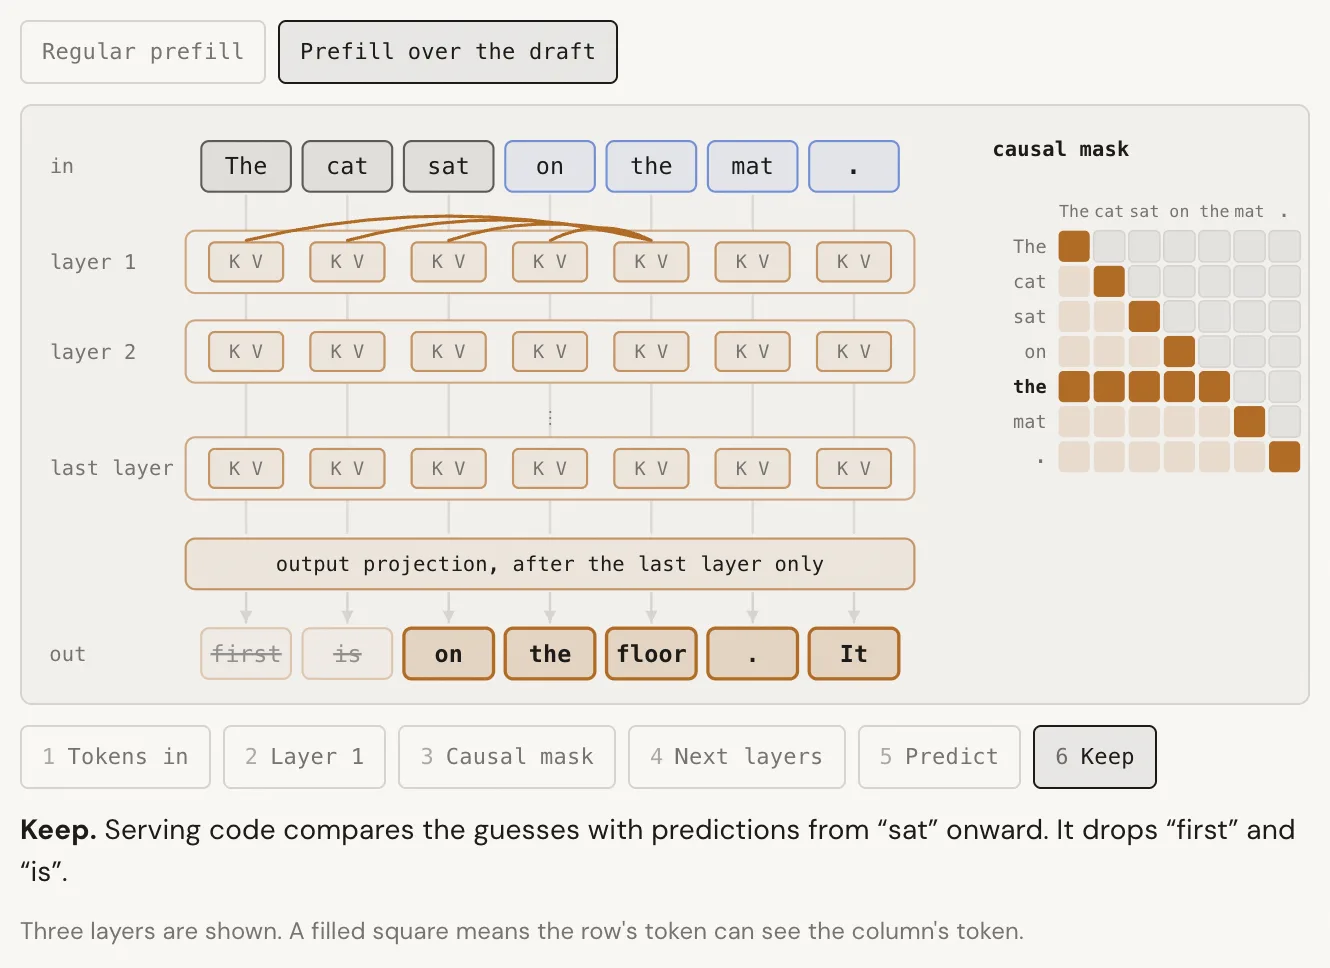 Regular prefill
Prefill over the draft
in
The cat sat on the mat .
causal mask
The cat sat on the mat .
The
cat
sat
on
the
mat
.
layer 1
K V K V K V K V K V K V K V
layer 2
K V K V K V K V K V K V K V
⋮
last layer
K V K V K V K V K V K V K V
output projection, after the last layer only
out
first is on the floor . It
1 Tokens in
2 Layer 1
3 Causal mask
4 Next layers
5 Predict
6 Keep
Keep. Serving code compares the guesses with predictions from “sat” onward. It drops “first” and
“is”.
Three layers are shown. A filled square means the row's token can see the column's token.